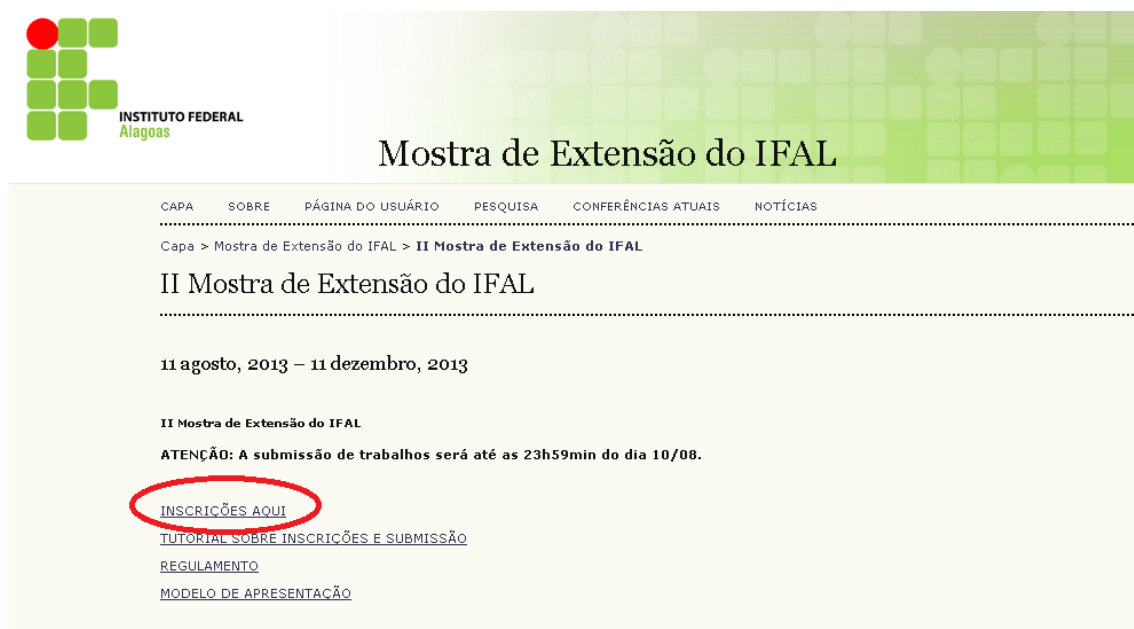 INSTITUTO FEDERAL
Alagoas
Mostra de Extensão do IFAL
CAPA SOBRE PÁGINA DO USUÁRIO PESQUISA CONFERÊNCIAS ATUAIS NOTÍCIAS
Capa > Mostra de Extensão do IFAL > II Mostra de Extensão do IFAL
II Mostra de Extensão do IFAL
11 agosto, 2013 – 11 dezembro, 2013
II Mostra de Extensão do IFAL
ATENÇÃO: A submissão de trabalhos será até as 23h59min do dia 10/08.
INSCRIÇÕES AQUI
TUTORIAL SOBRE INSCRIÇÕES E SUBMISSÃO
REGULAMENTO
MODELO DE APRESENTAÇÃO